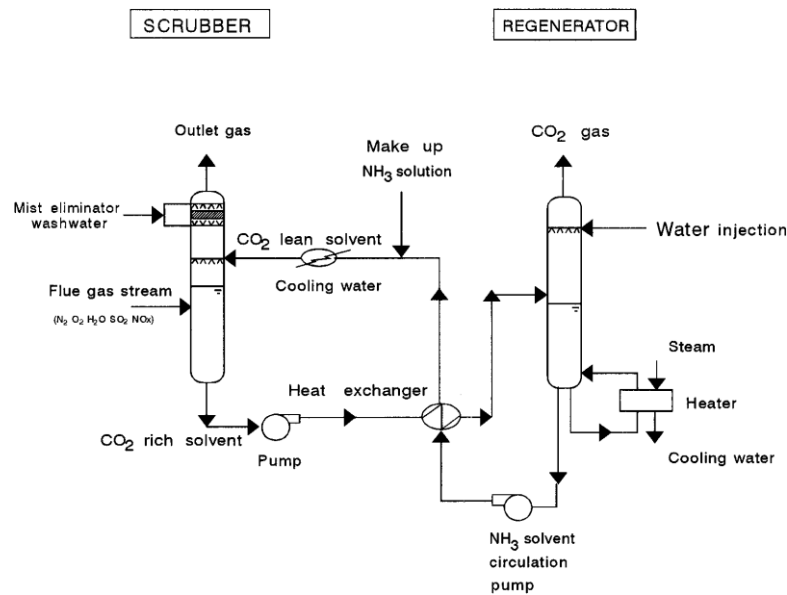 SCRUBBER
REGENERATOR
Outlet gas
CO2 gas
Make up
NH3 solution
Mist eliminator
washwater
CO2 lean solvent
Water injection
Cooling water
Flue gas stream
(N2 O2 H2O SO2 NOx)
Steam
Heat exchanger
Heater
CO2 rich solvent
Pump
Cooling water
NH3 solvent
circulation
pump